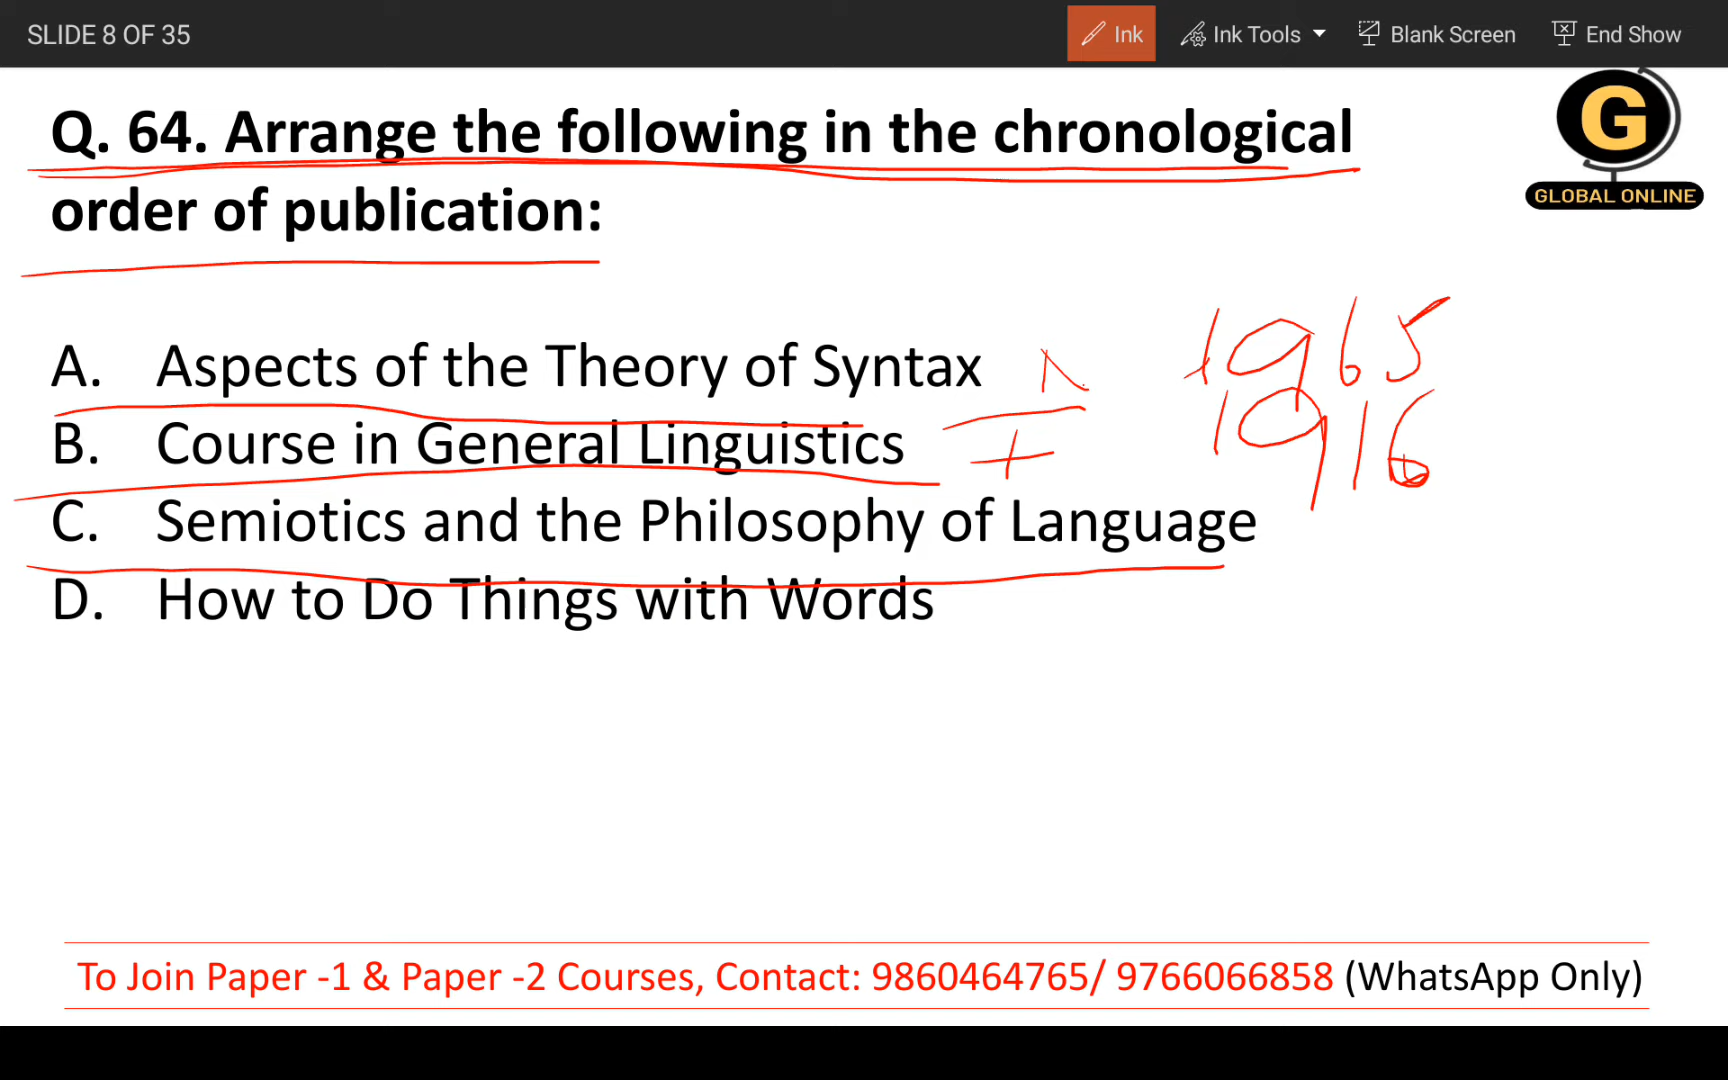 SLIDE 8 OF 35 Ink Ink Tools Blank Screen End Show
G
GLOBAL ONLINE
Q. 64. Arrange the following in the chronological
order of publication:
A. Aspects of the Theory of Syntax 1965
B. Course in General Linguistics 1916
C. Semiotics and the Philosophy of Language
D. How to Do Things with Words
To Join Paper -1 & Paper -2 Courses, Contact: 9860464765/ 9766066858 (WhatsApp Only)